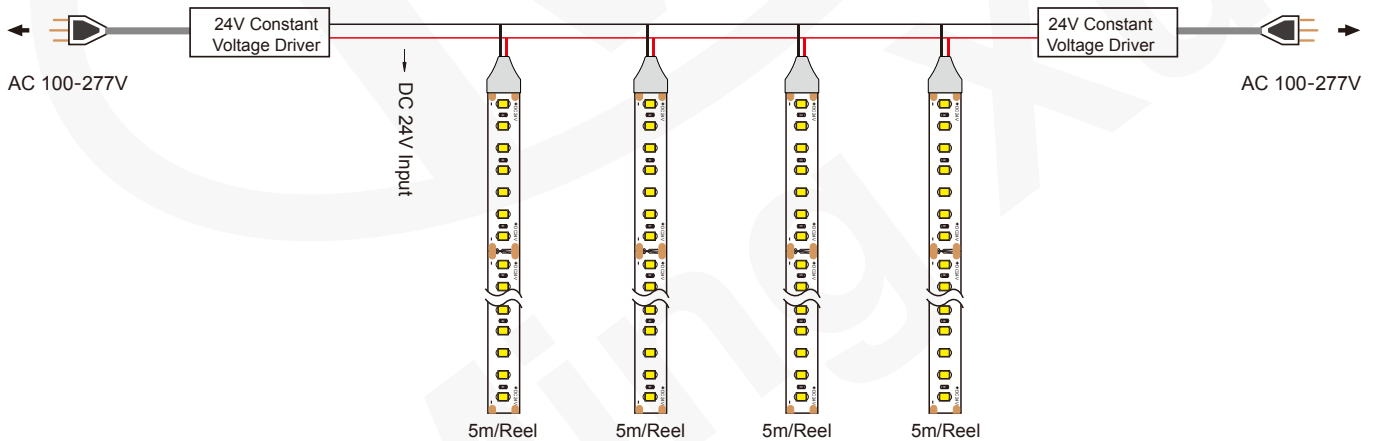 24V Constant
Voltage Driver
24V Constant
Voltage Driver
AC 100-277V
AC 100-277V
DC 24V Input
5m/Reel
5m/Reel
5m/Reel
5m/Reel